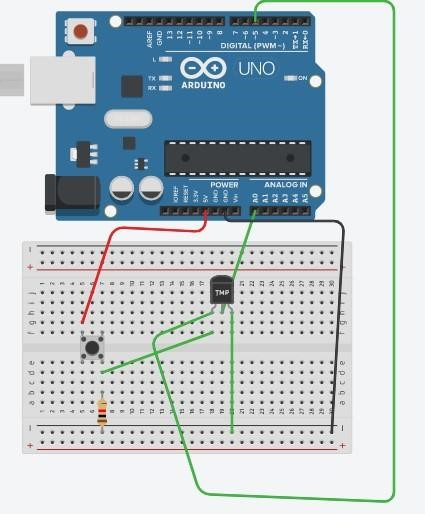 AREF
GND
13
12
~11
~10
~9
8
7
~6
~5
4
~3
2
TX→1
RX←0
DIGITAL (PWM~)
L
TX
RX
UNO
ARDUINO
ON
POWER
ANALOG IN
IOREF
RESET
3.3V
5V
GND
GND
Vin
A0
A1
A2
A3
A4
A5
TMP
j
i
h
g
f
e
d
c
b
a